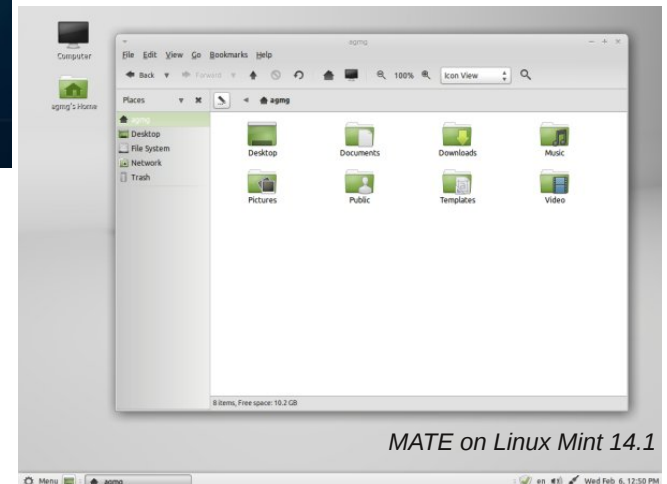 Computer
agmg's Home
agmg
File Edit View Go Bookmarks Help
Back Forward 100% Icon View
Places agmg
agmg
Desktop
File System
Network
Trash
Desktop Documents Downloads Music
Pictures Public Templates Video
8 items, Free space: 10.2 GB
MATE on Linux Mint 14.1
Menu agmg en Wed Feb 6, 12:50 PM